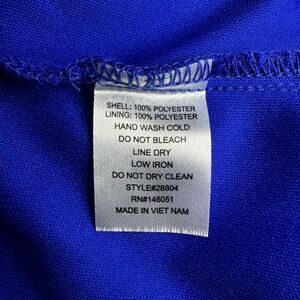 SHELL: 100% POLYESTER
LINING: 100% POLYESTER
HAND WASH COLD
DO NOT BLEACH
LINE DRY
LOW IRON
DO NOT DRY CLEAN
STYLE#28804
RN#146051
MADE IN VIET NAM